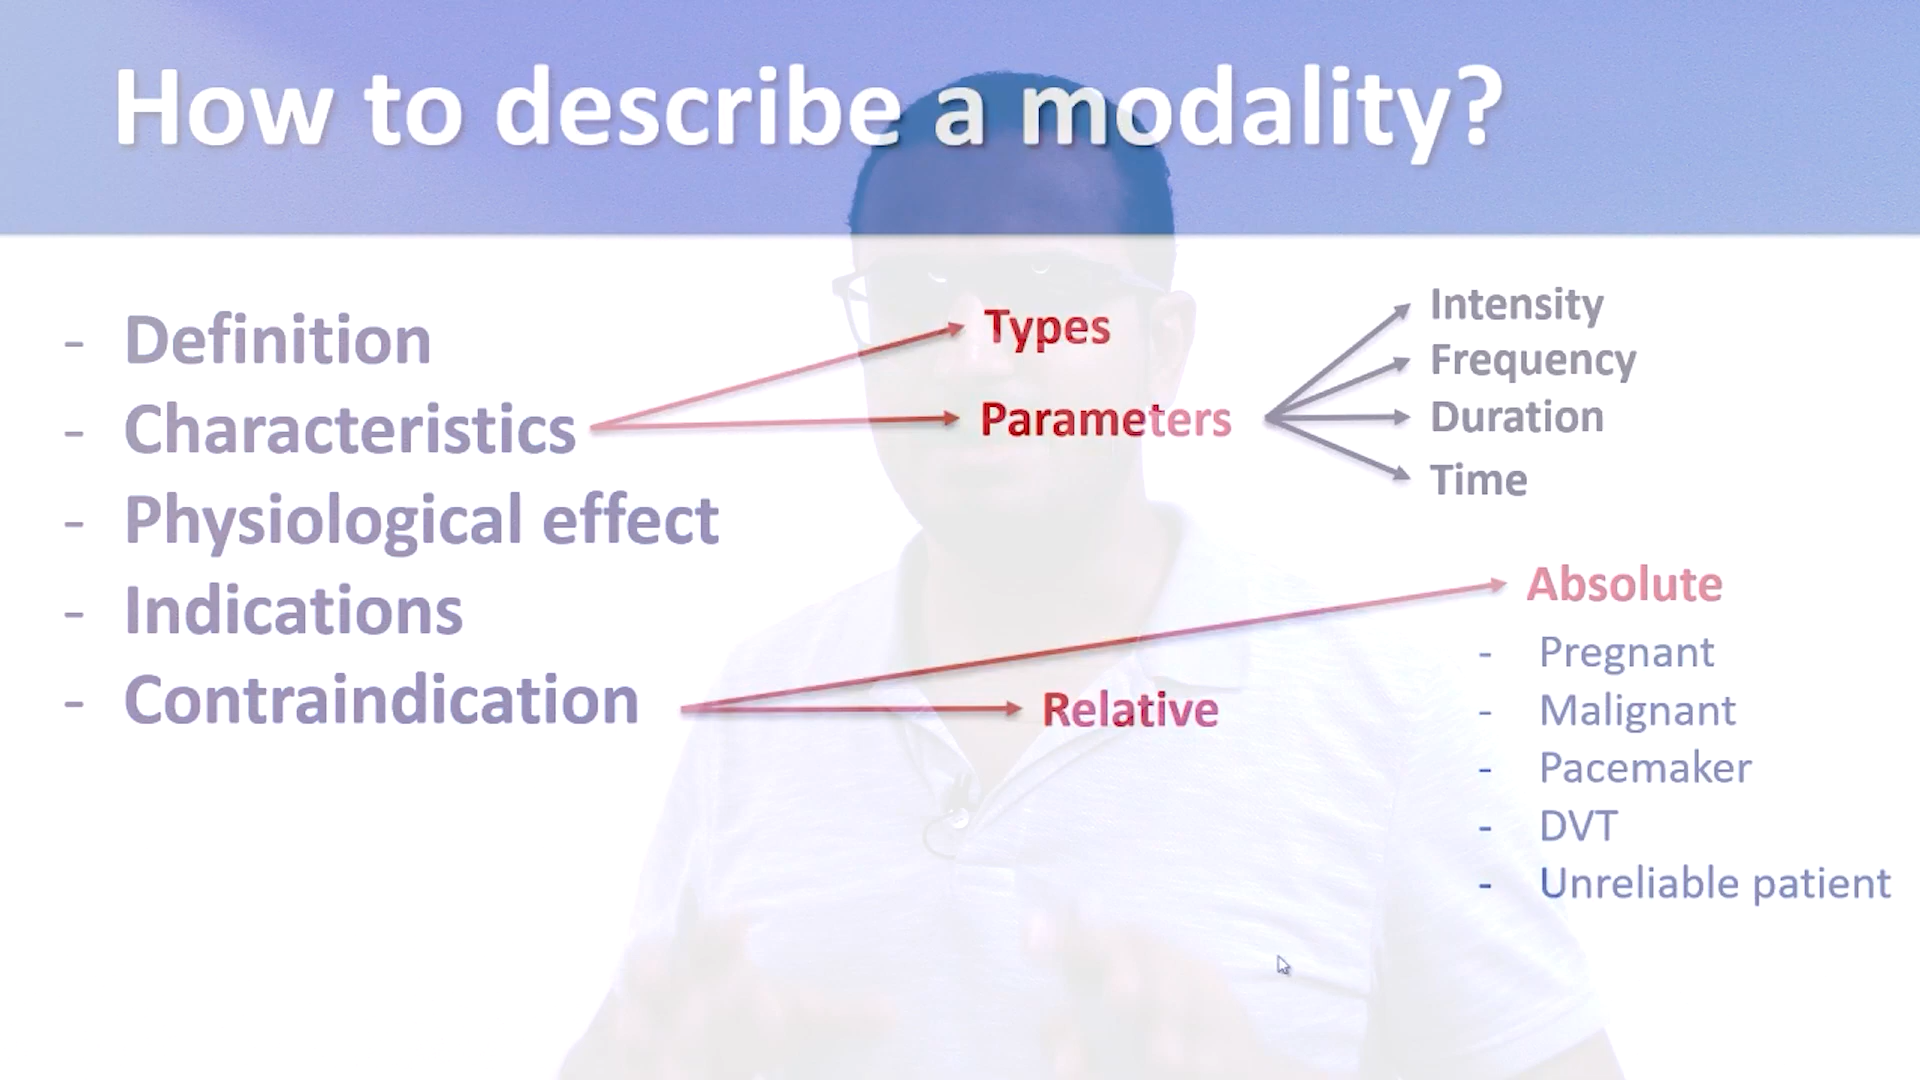 How to describe a modality?
- Definition
- Characteristics
- Physiological effect
- Indications
- Contraindication
Types
Parameters
Intensity
Frequency
Duration
Time
Relative
Absolute
- Pregnant
- Malignant
- Pacemaker
- DVT
- Unreliable patient